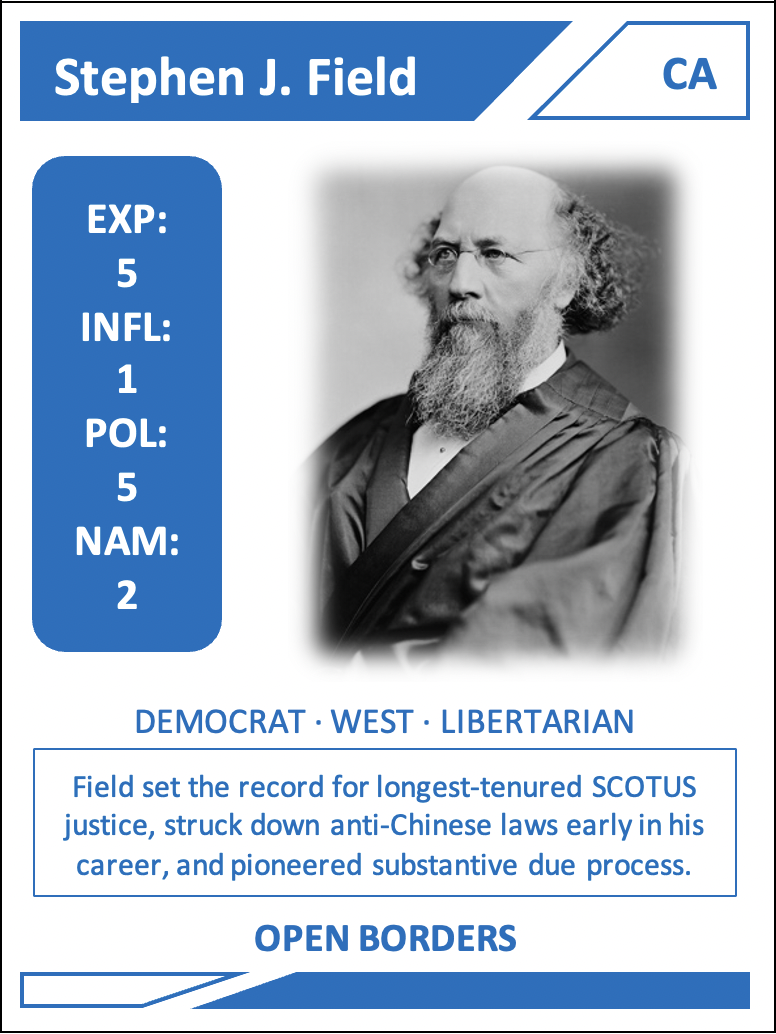 Stephen J. Field
CA
EXP:
5
INFL:
1
POL:
5
NAM:
2
DEMOCRAT · WEST · LIBERTARIAN
Field set the record for longest-tenured SCOTUS
justice, struck down anti-Chinese laws early in his
career, and pioneered substantive due process.
OPEN BORDERS